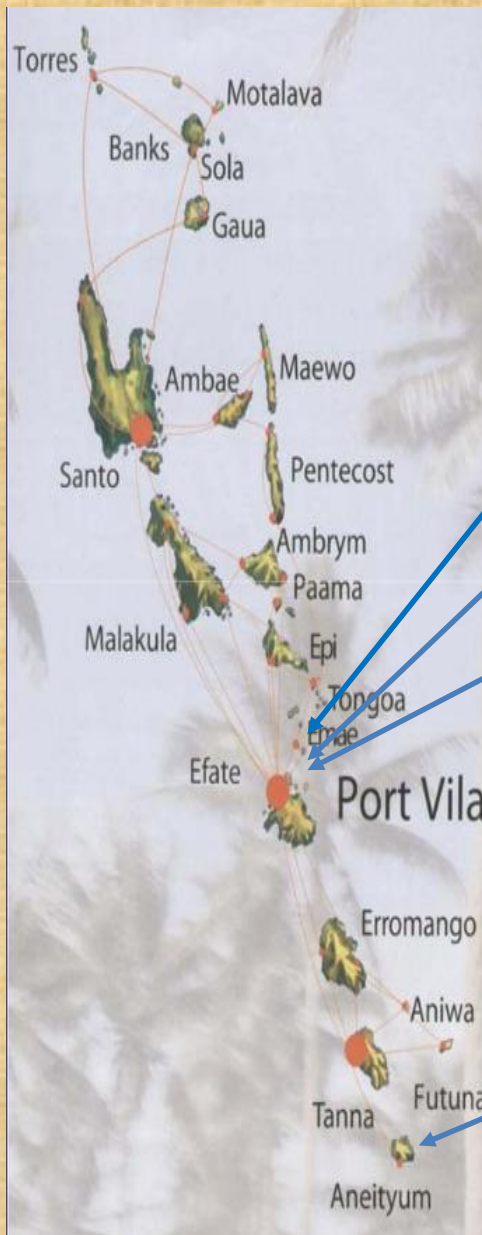 Torres
Motalava
Banks
Sola
Gaua
Ambae
Maewo
Santo
Pentecost
Ambrym
Paama
Malakula
Epi
Tongoa
Emae
Efate
Port Vila
Erromango
Aniwa
Tanna
Futuna
Aneityum